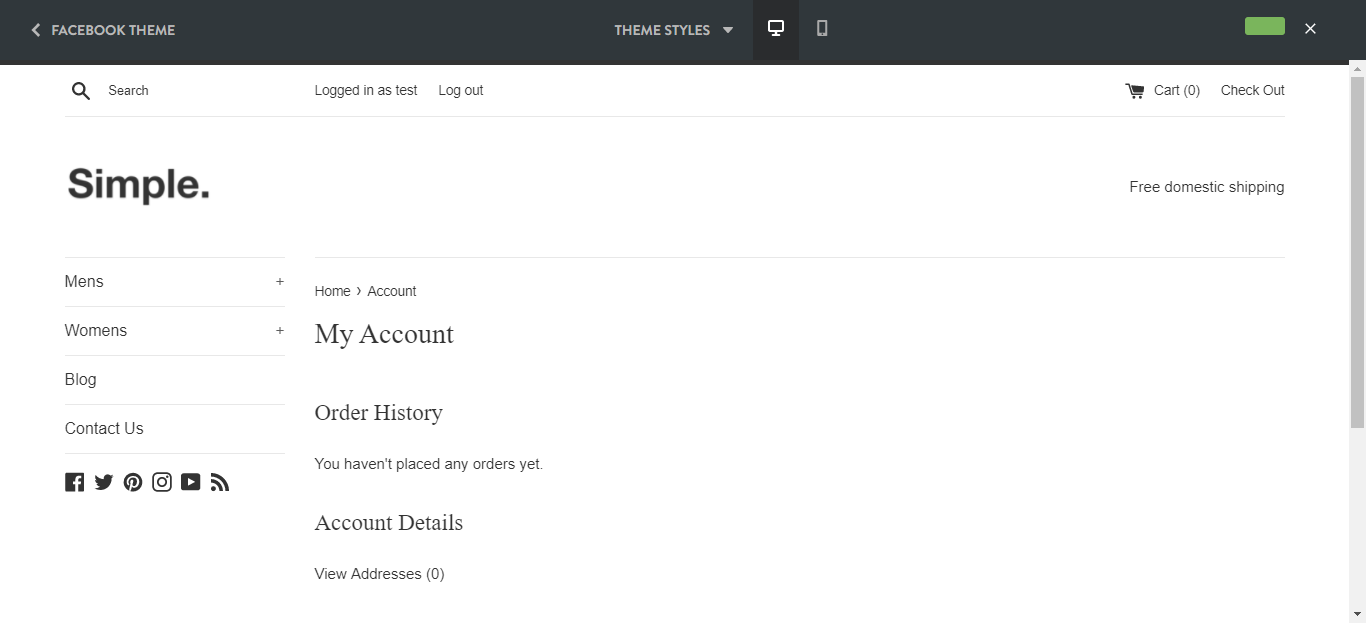 FACEBOOK THEME THEME STYLES
Search Logged in as test Log out Cart (0) Check Out
Simple. Free domestic shipping
Mens +
Womens +
Blog
Contact Us
Home › Account
My Account
Order History
You haven't placed any orders yet.
Account Details
View Addresses (0)